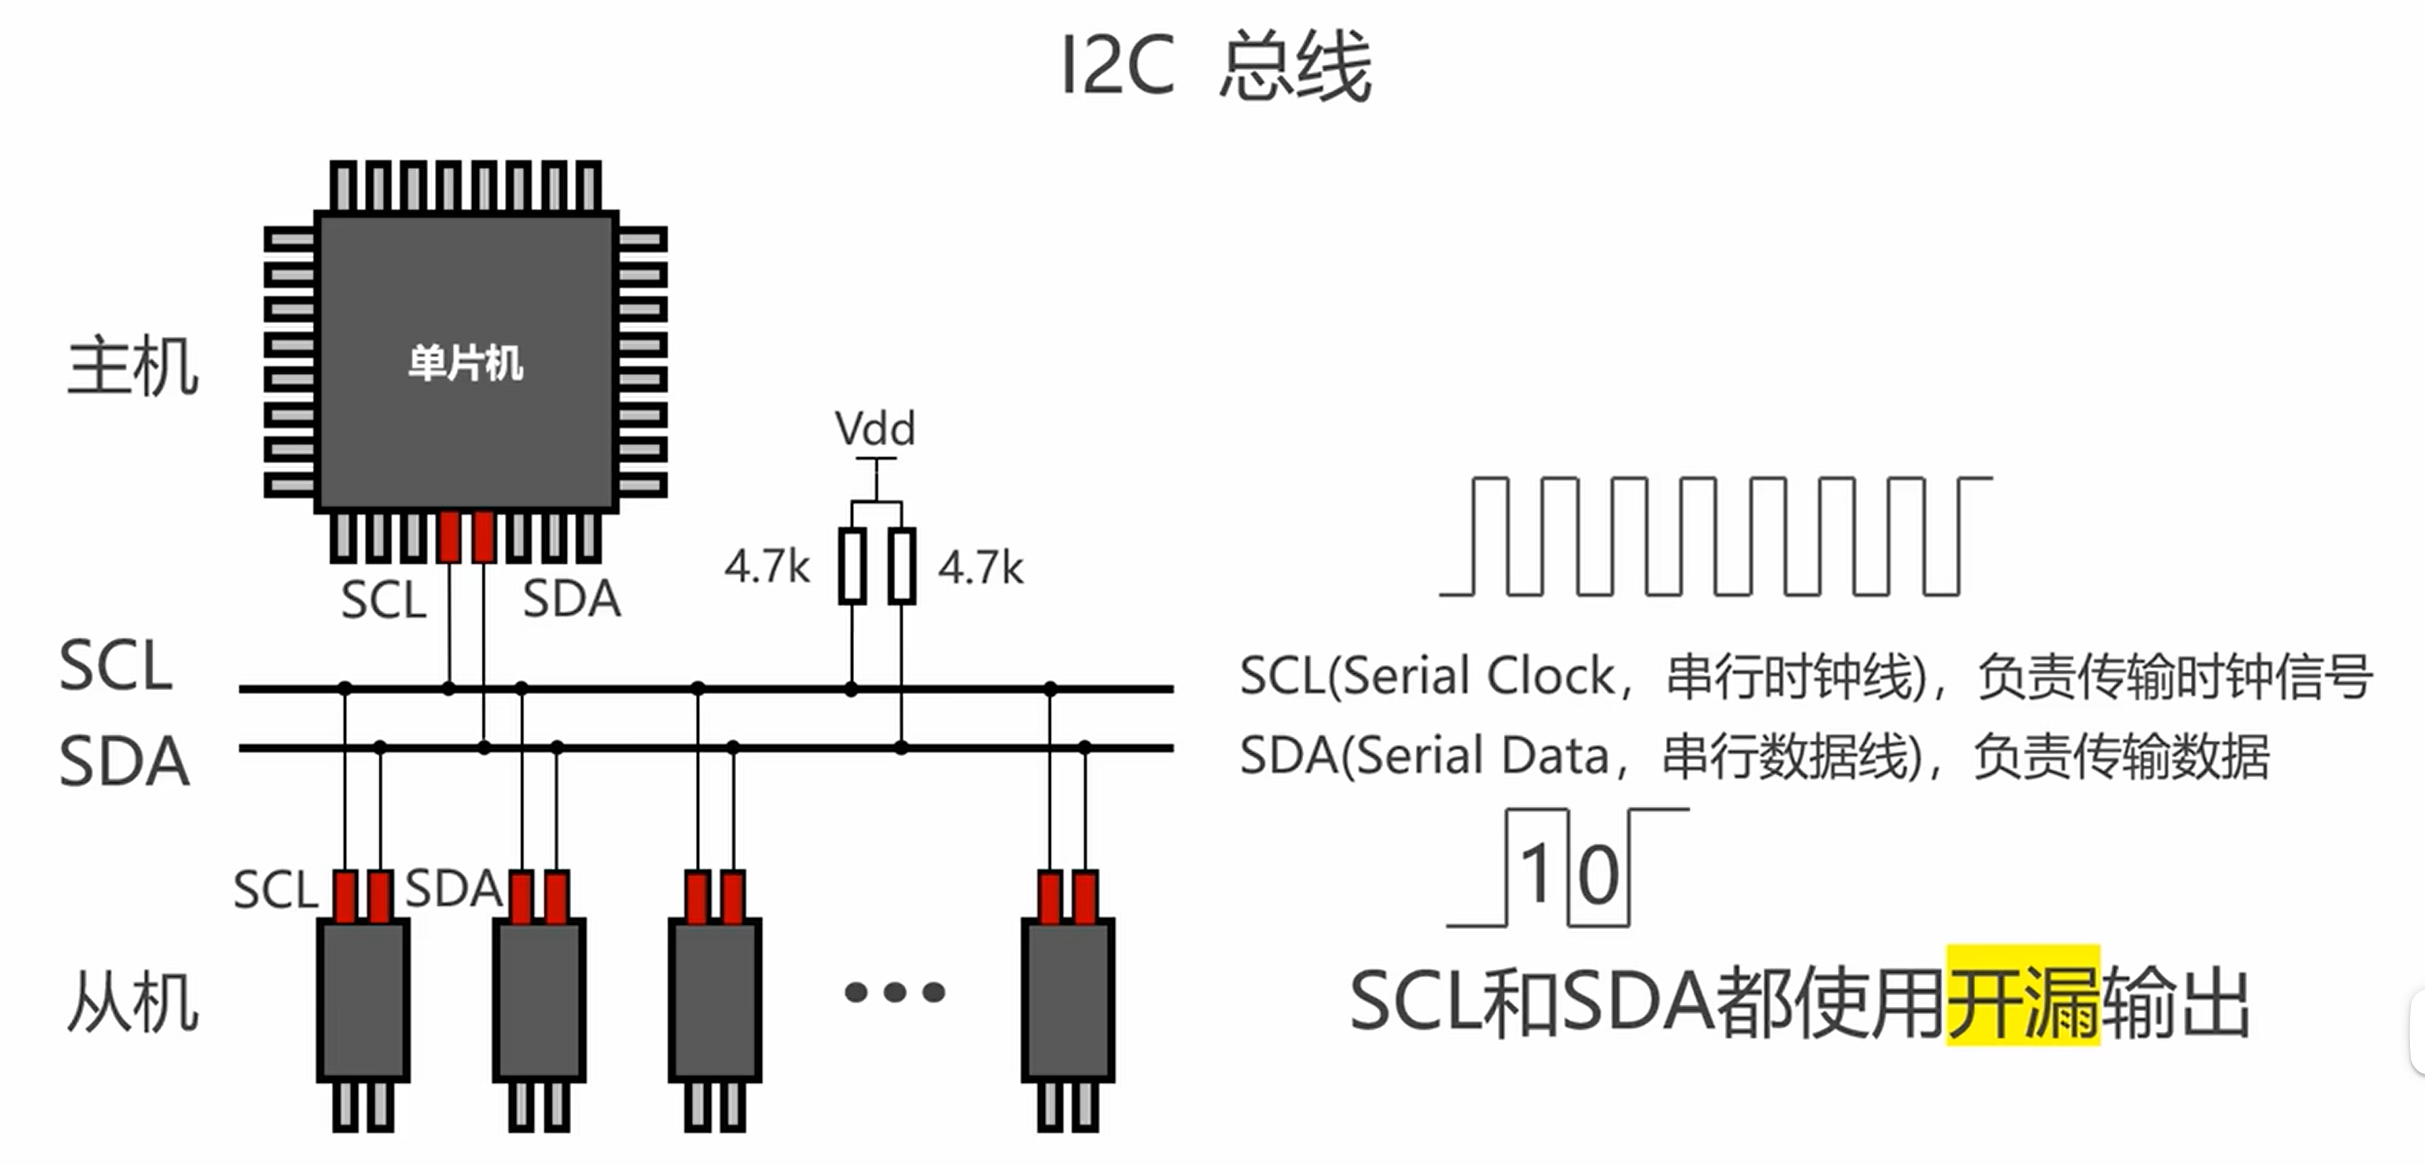 I2C 总线
主机
单片机
Vdd
4.7k
4.7k
SCL
SDA
SCL
SDA
SCL(Serial Clock，串行时钟线)，负责传输时钟信号
SDA(Serial Data，串行数据线)，负责传输数据
1 0
SCL
SDA
从机
SCL和SDA都使用开漏输出